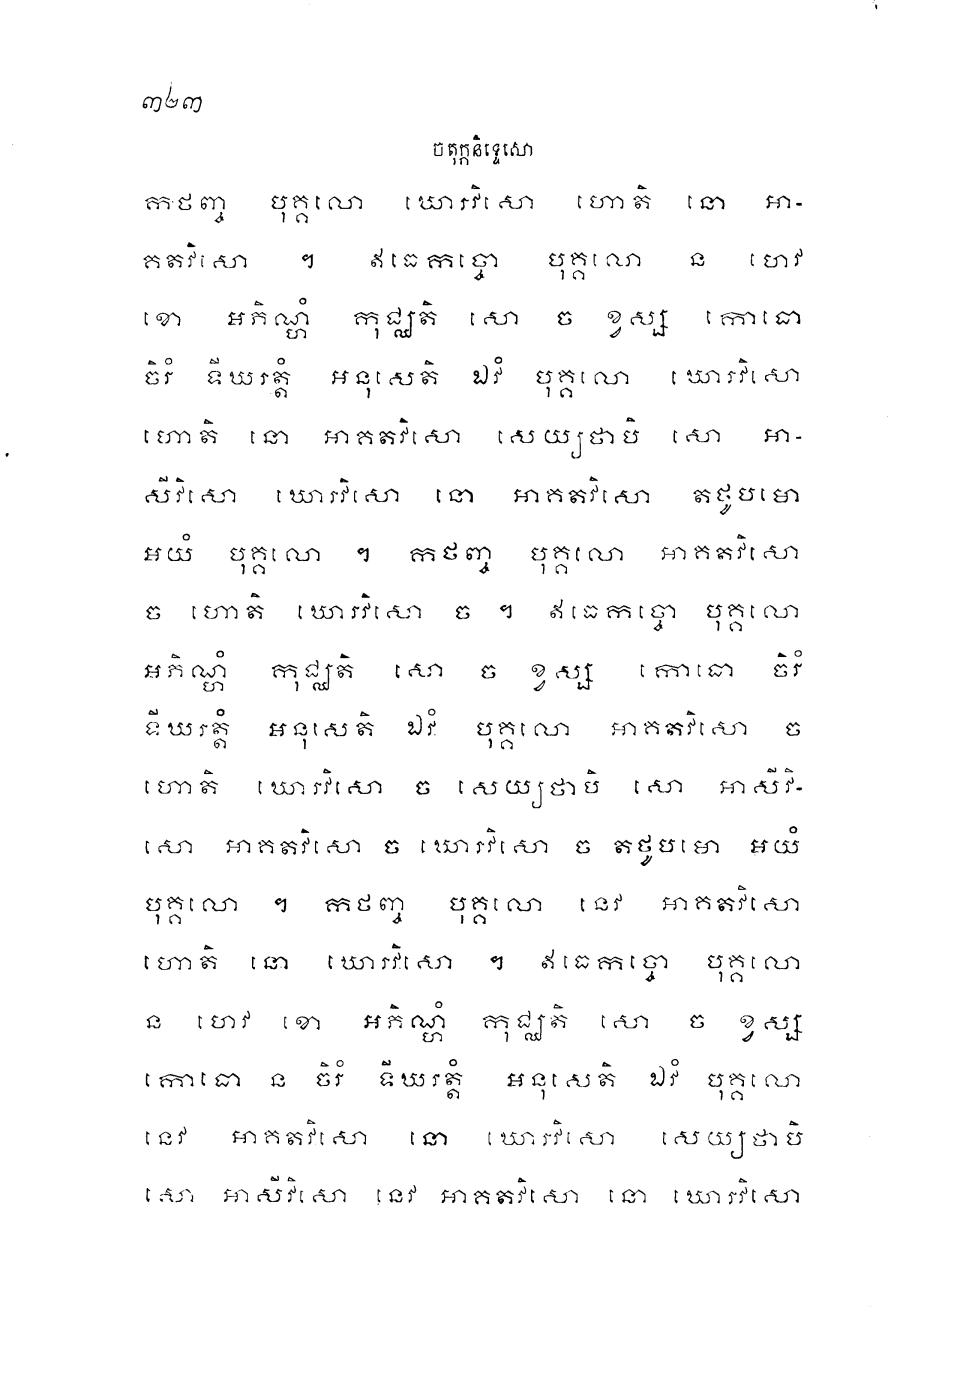 ៣២៣
ចតុក្កនិទ្ទេសោ
កថញ្ច បុគ្គលោ ឃោរវិសោ ហោតិ នោ អា-
គតវិសោ ។ ឥធេកច្ចោ បុគ្គលោ ន ហេវ
ខោ អភិណ្ហំ កុជ្ឈតិ សោ ច ខ្វស្ស កោធោ
ចិរំ ទីឃរត្តំ អនុសេតិ ឯវំ បុគ្គលោ ឃោរវិសោ
ហោតិ នោ អាគតវិសោ សេយ្យថាបិ សោ អា-
សីវិសោ ឃោរវិសោ នោ អាគតវិសោ តថូបមោ
អយំ បុគ្គលោ ។ កថញ្ច បុគ្គលោ អាគតវិសោ
ច ហោតិ ឃោរវិសោ ច ។ ឥធេកច្ចោ បុគ្គលោ
អភិណ្ហំ កុជ្ឈតិ សោ ច ខ្វស្ស កោធោ ចិរំ
ទីឃរត្តំ អនុសេតិ ឯវំ បុគ្គលោ អាគតវិសោ ច
ហោតិ ឃោរវិសោ ច សេយ្យថាបិ សោ អាសីវិ-
សោ អាគតវិសោ ច ឃោរវិសោ ច តថូបមោ អយំ
បុគ្គលោ ។ កថញ្ច បុគ្គលោ នេវ អាគតវិសោ
ហោតិ នោ ឃោរវិសោ ។ ឥធេកច្ចោ បុគ្គលោ
ន ហេវ ខោ អភិណ្ហំ កុជ្ឈតិ សោ ច ខ្វស្ស
កោធោ ន ចិរំ ទីឃរត្តំ អនុសេតិ ឯវំ បុគ្គលោ
នេវ អាគតវិសោ នោ ឃោរវិសោ សេយ្យថាបិ
សោ អាសីវិសោ នេវ អាគតវិសោ នោ ឃោរវិសោ